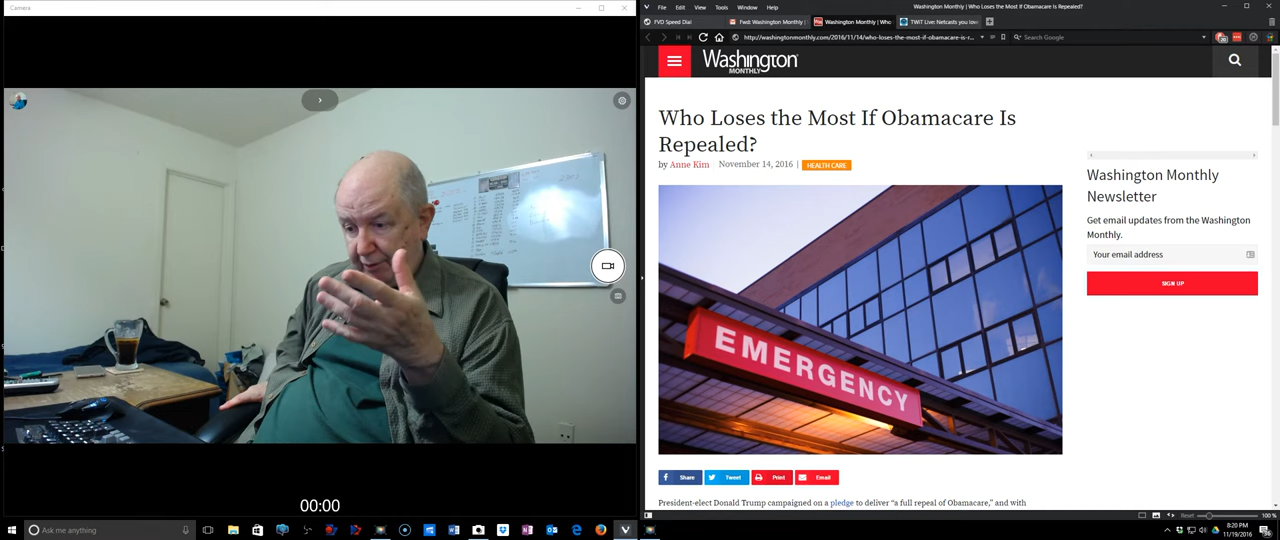 Camera
00:00
Ask me anything
File Edit View Tools Window Help
Washington Monthly | Who Loses the Most If Obamacare Is Repealed?
FVD Speed Dial
Fwd: Washington Monthly |
Washington Monthly | Who
TWiT Live: Netcasts you lov
http://washingtonmonthly.com/2016/11/14/who-loses-the-most-if-obamacare-is-r...
Search Google
Washington
MONTHLY
Who Loses the Most If Obamacare Is
Repealed?
by Anne Kim November 14, 2016 | HEALTH CARE
EMERGENCY
Share Tweet Print Email
President-elect Donald Trump campaigned on a pledge to deliver “a full repeal of Obamacare,” and with
Washington Monthly
Newsletter
Get email updates from the Washington
Monthly.
Your email address
SIGN UP
Reset
100 %
8:20 PM
11/19/2016